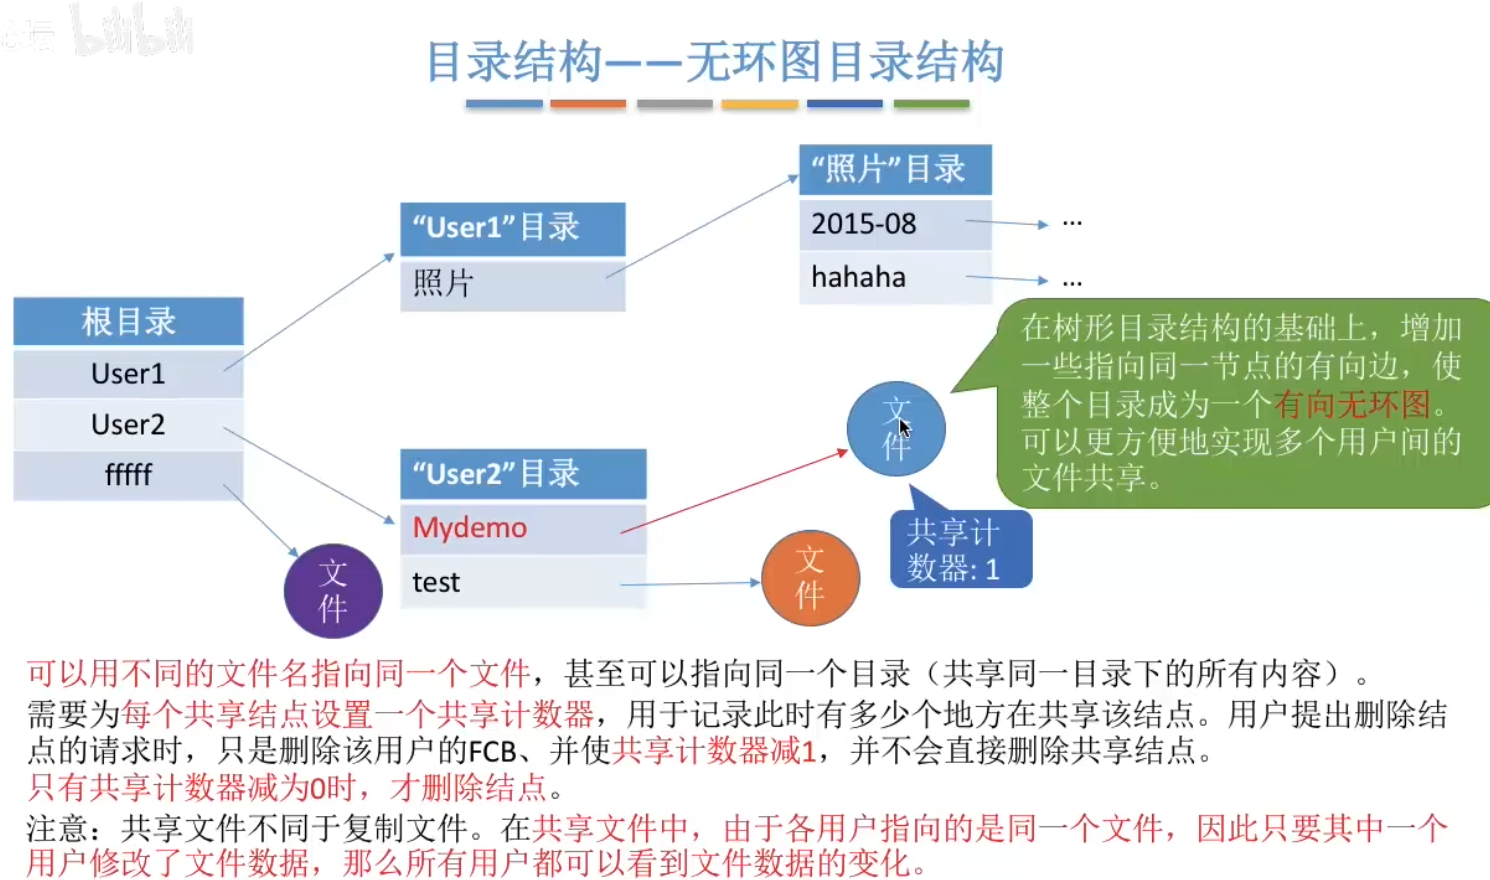 心坛 bilibili
目录结构——无环图目录结构
“照片”目录
2015-08
...
hahaha
...
“User1”目录
照片
根目录
User1
User2
fffff
文
件
“User2”目录
Mydemo
test
文
件
文
件
共享计
数器: 1
在树形目录结构的基础上，增加
一些指向同一节点的有向边，使
整个目录成为一个有向无环图。
可以更方便地实现多个用户间的
文件共享。
可以用不同的文件名指向同一个文件，甚至可以指向同一个目录（共享同一目录下的所有内容）。
需要为每个共享结点设置一个共享计数器，用于记录此时有多少个地方在共享该结点。用户提出删除结
点的请求时，只是删除该用户的FCB、并使共享计数器减1，并不会直接删除共享结点。
只有共享计数器减为0时，才删除结点。
注意：共享文件不同于复制文件。在共享文件中，由于各用户指向的是同一个文件，因此只要其中一个
用户修改了文件数据，那么所有用户都可以看到文件数据的变化。